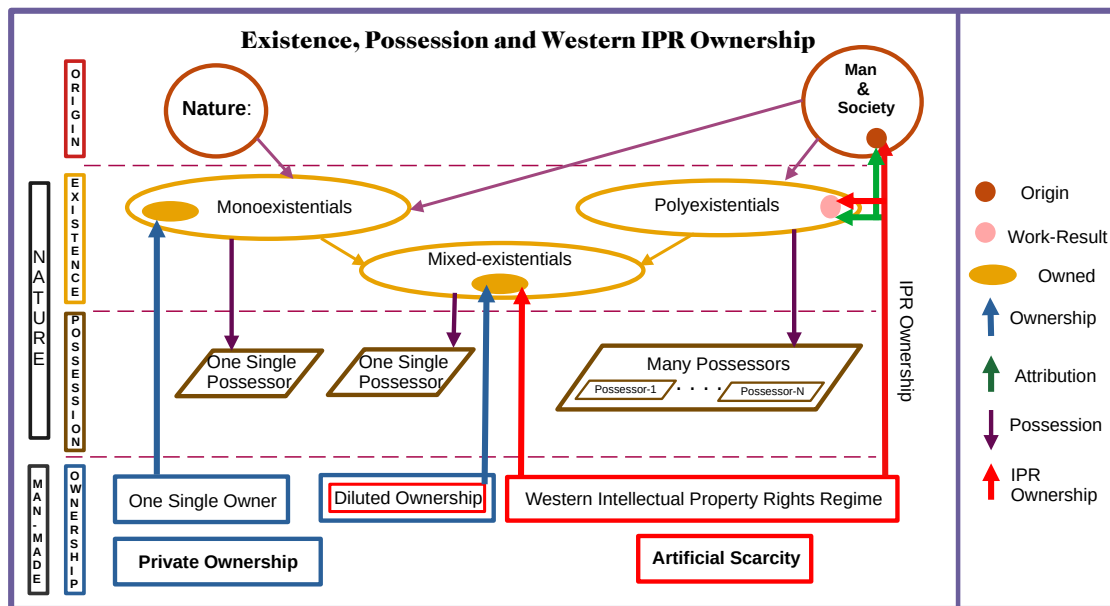 Existence, Possession and Western IPR Ownership
ORIGIN
Nature:
Man
&
Society
NATURE
EXISTENCE
Monoexistentials
Polyexistentials
Mixed-existentials
POSSESSION
One Single
Possessor
One Single
Possessor
Many Possessors
Possessor-1
. . . .
Possessor-N
IPR Ownership
MAN-MADE
OWNERSHIP
One Single Owner
Diluted Ownership
Western Intellectual Property Rights Regime
Private Ownership
Artificial Scarcity
Origin
Work-Result
Owned
Ownership
Attribution
Possession
IPR
Ownership